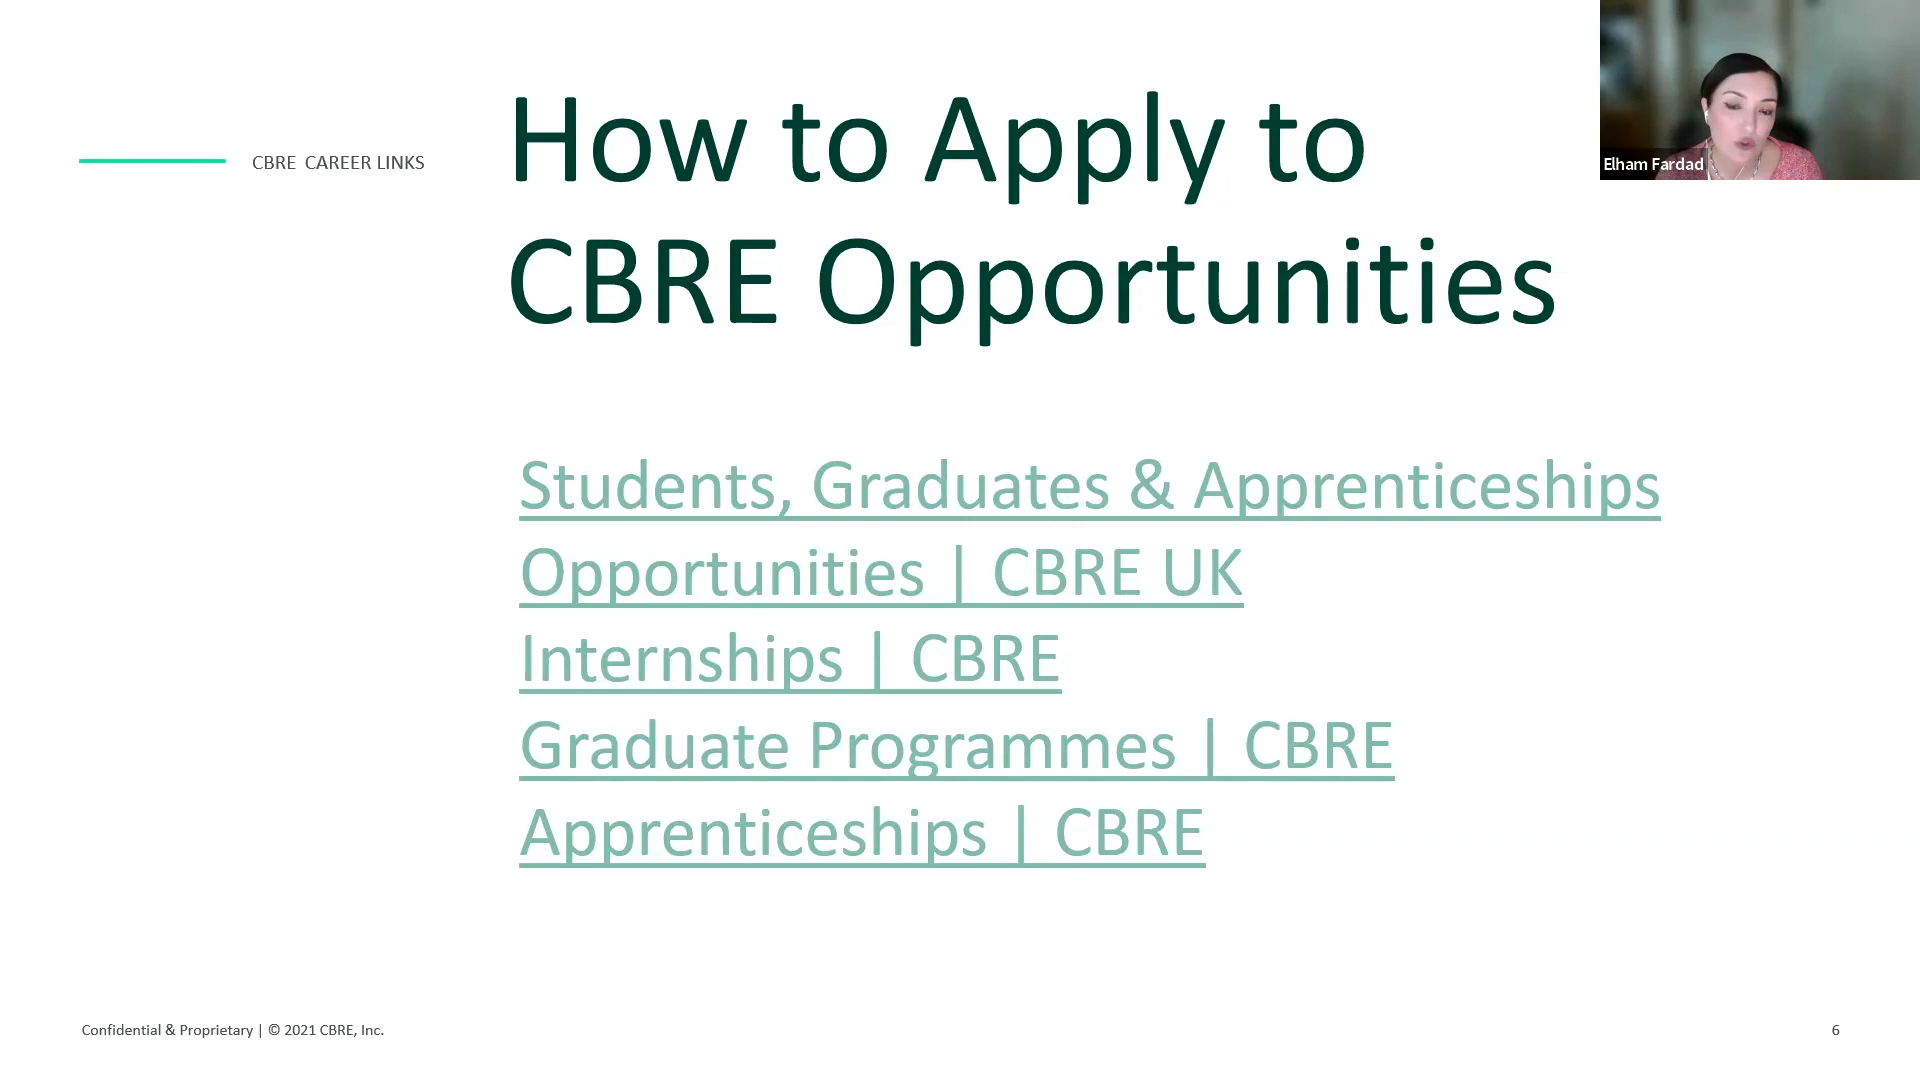 CBRE CAREER LINKS
How to Apply to
CBRE Opportunities
Elham Fardad
Students, Graduates & Apprenticeships
Opportunities | CBRE UK
Internships | CBRE
Graduate Programmes | CBRE
Apprenticeships | CBRE
Confidential & Proprietary | © 2021 CBRE, Inc.
6